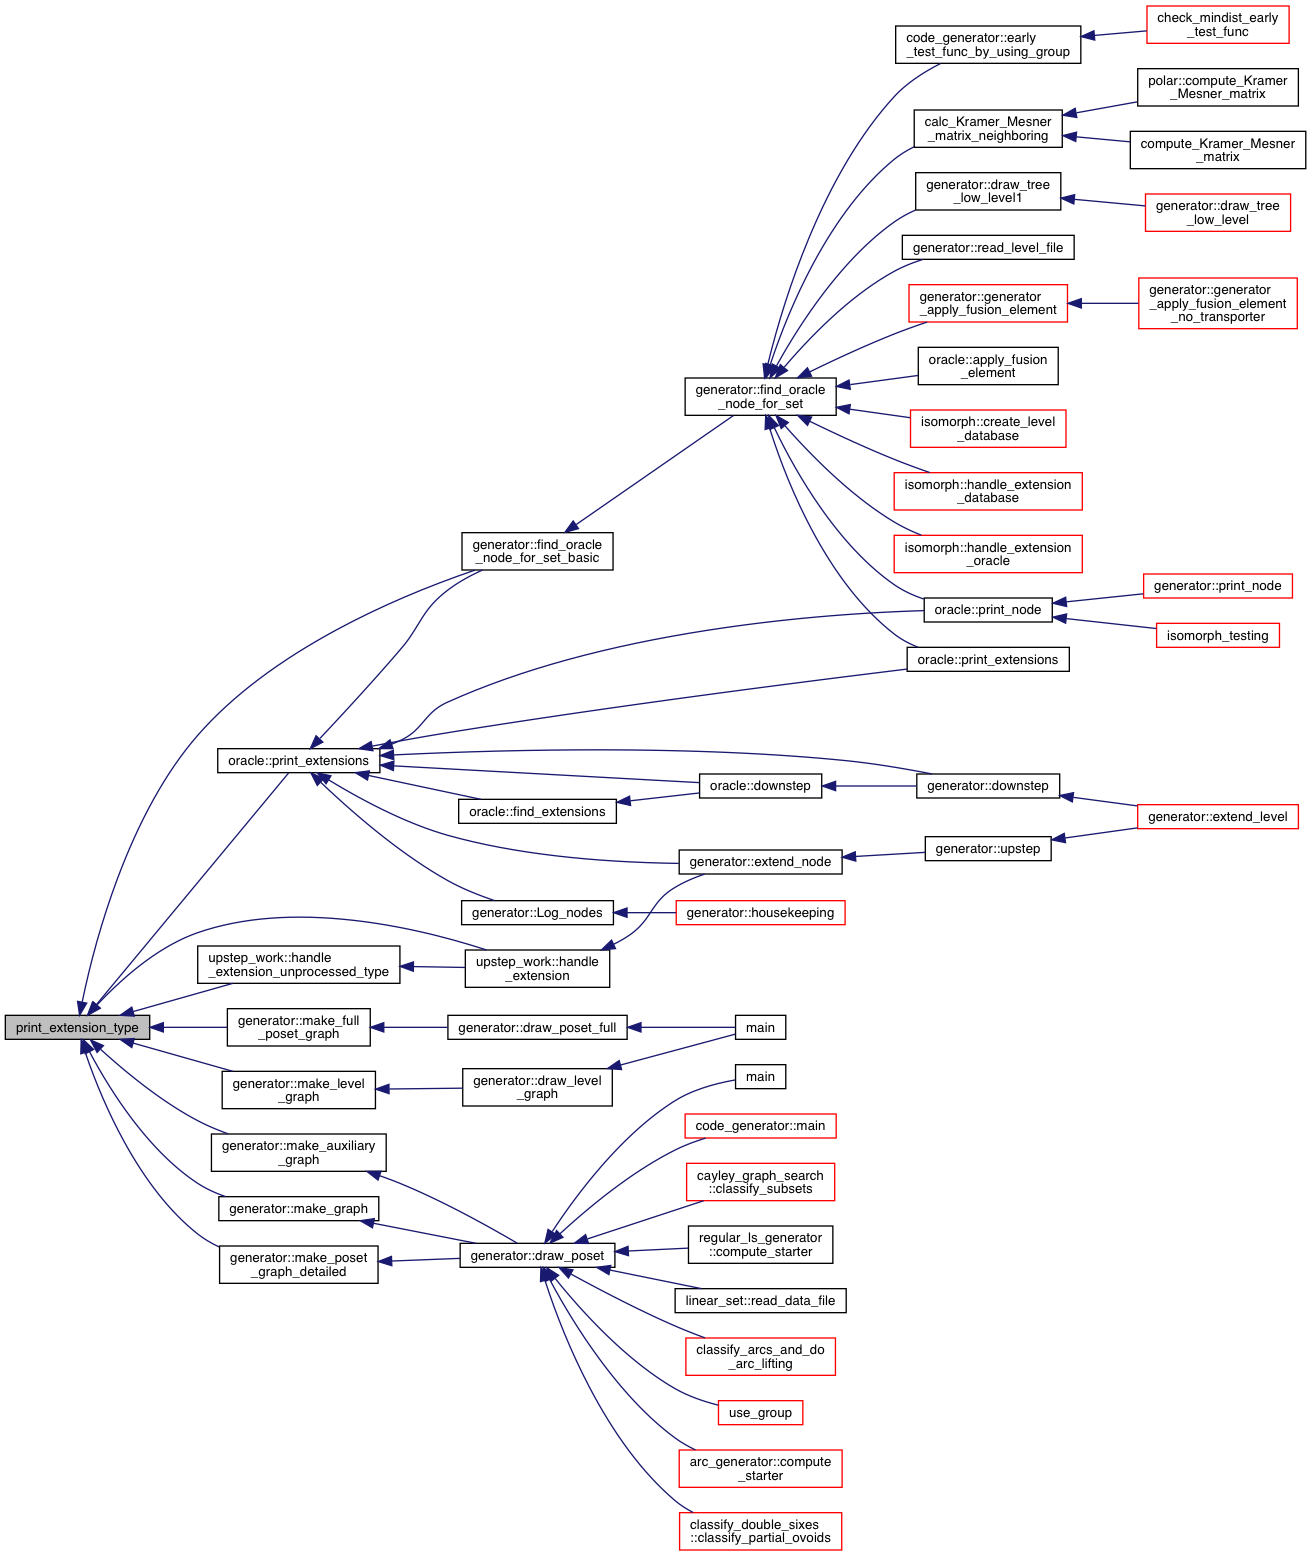 code_generator::early
_test_func_by_using_group
check_mindist_early
_test_func
calc_Kramer_Mesner
_matrix_neighboring
polar::compute_Kramer
_Mesner_matrix
compute_Kramer_Mesner
_matrix
generator::draw_tree
_low_level1
generator::draw_tree
_low_level
generator::read_level_file
generator::generator
_apply_fusion_element
generator::generator
_apply_fusion_element
_no_transporter
oracle::apply_fusion
_element
generator::find_oracle
_node_for_set
isomorph::create_level
_database
isomorph::handle_extension
_database
isomorph::handle_extension
_oracle
generator::find_oracle
_node_for_set_basic
oracle::print_node
generator::print_node
isomorph_testing
oracle::print_extensions
oracle::print_extensions
oracle::downstep
generator::downstep
oracle::find_extensions
generator::extend_level
generator::extend_node
generator::upstep
generator::Log_nodes
generator::housekeeping
upstep_work::handle
_extension_unprocessed_type
upstep_work::handle
_extension
print_extension_type
generator::make_full
_poset_graph
generator::draw_poset_full
main
generator::make_level
_graph
generator::draw_level
_graph
main
generator::make_auxiliary
_graph
code_generator::main
cayley_graph_search
::classify_subsets
generator::make_graph
generator::make_poset
_graph_detailed
generator::draw_poset
regular_ls_generator
::compute_starter
linear_set::read_data_file
classify_arcs_and_do
_arc_lifting
use_group
arc_generator::compute
_starter
classify_double_sixes
::classify_partial_ovoids